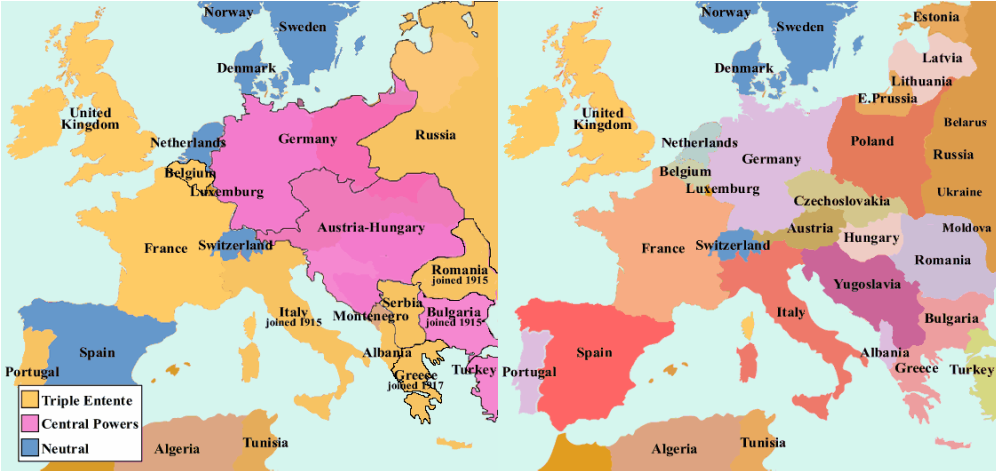 Norway
Sweden
Denmark
United
Kingdom
Netherlands
Germany
Russia
Belgium
Luxemburg
Austria-Hungary
France
Switzerland
Romania
joined 1915
Serbia
Italy
joined 1915
Montenegro
Bulgaria
joined 1915
Spain
Albania
Greece
joined 1917
Turkey
Portugal
Triple Entente
Central Powers
Neutral
Algeria
Tunisia
Norway
Sweden
Estonia
Latvia
Denmark
Lithuania
E.Prussia
United
Kingdom
Belarus
Netherlands
Poland
Germany
Russia
Belgium
Luxemburg
Ukraine
Czechoslovakia
Austria
Moldova
Hungary
France
Switzerland
Romania
Yugoslavia
Italy
Bulgaria
Spain
Albania
Portugal
Greece
Turkey
Algeria
Tunisia